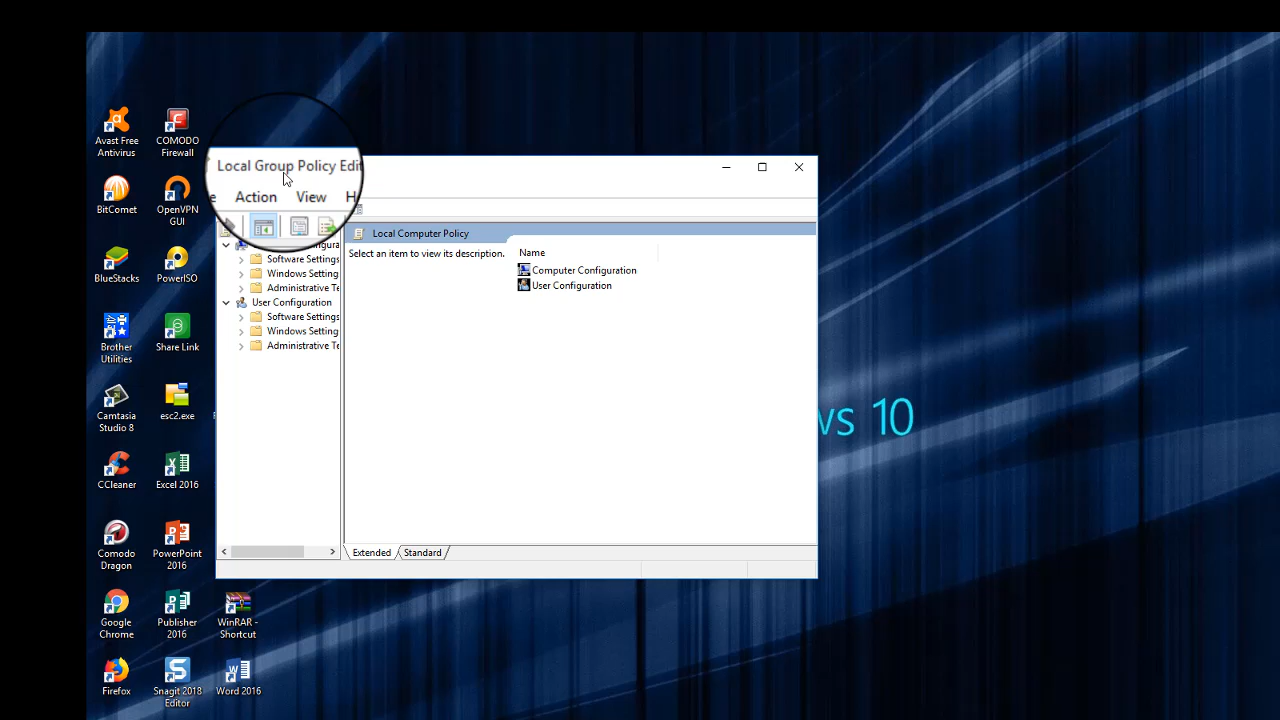 Avast Free
Antivirus
COMODO
Firewall
BitComet
OpenVPN
GUI
BlueStacks
PowerISO
Brother
Utilities
Share Link
Camtasia
Studio 8
esc2.exe
CCleaner
Excel 2016
Comodo
Dragon
PowerPoint
2016
Google
Chrome
Publisher
2016
WinRAR -
Shortcut
Firefox
Snagit 2018
Editor
Word 2016
Local Group Policy Edit
Action View H
Software Settings
Windows Setting
Administrative Te
User Configuration
Software Settings
Windows Setting
Administrative Te
Local Computer Policy
Select an item to view its description.
Name
Computer Configuration
User Configuration
Extended Standard
ws 10